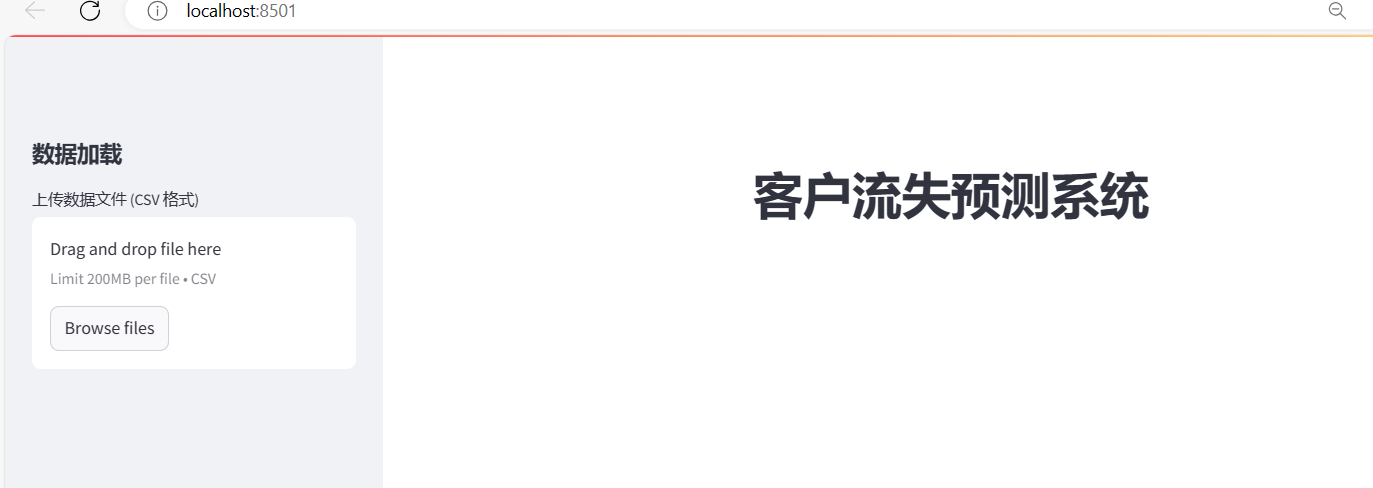 localhost:8501
数据加载
上传数据文件 (CSV 格式)
Drag and drop file here
Limit 200MB per file • CSV
Browse files
客户流失预测系统